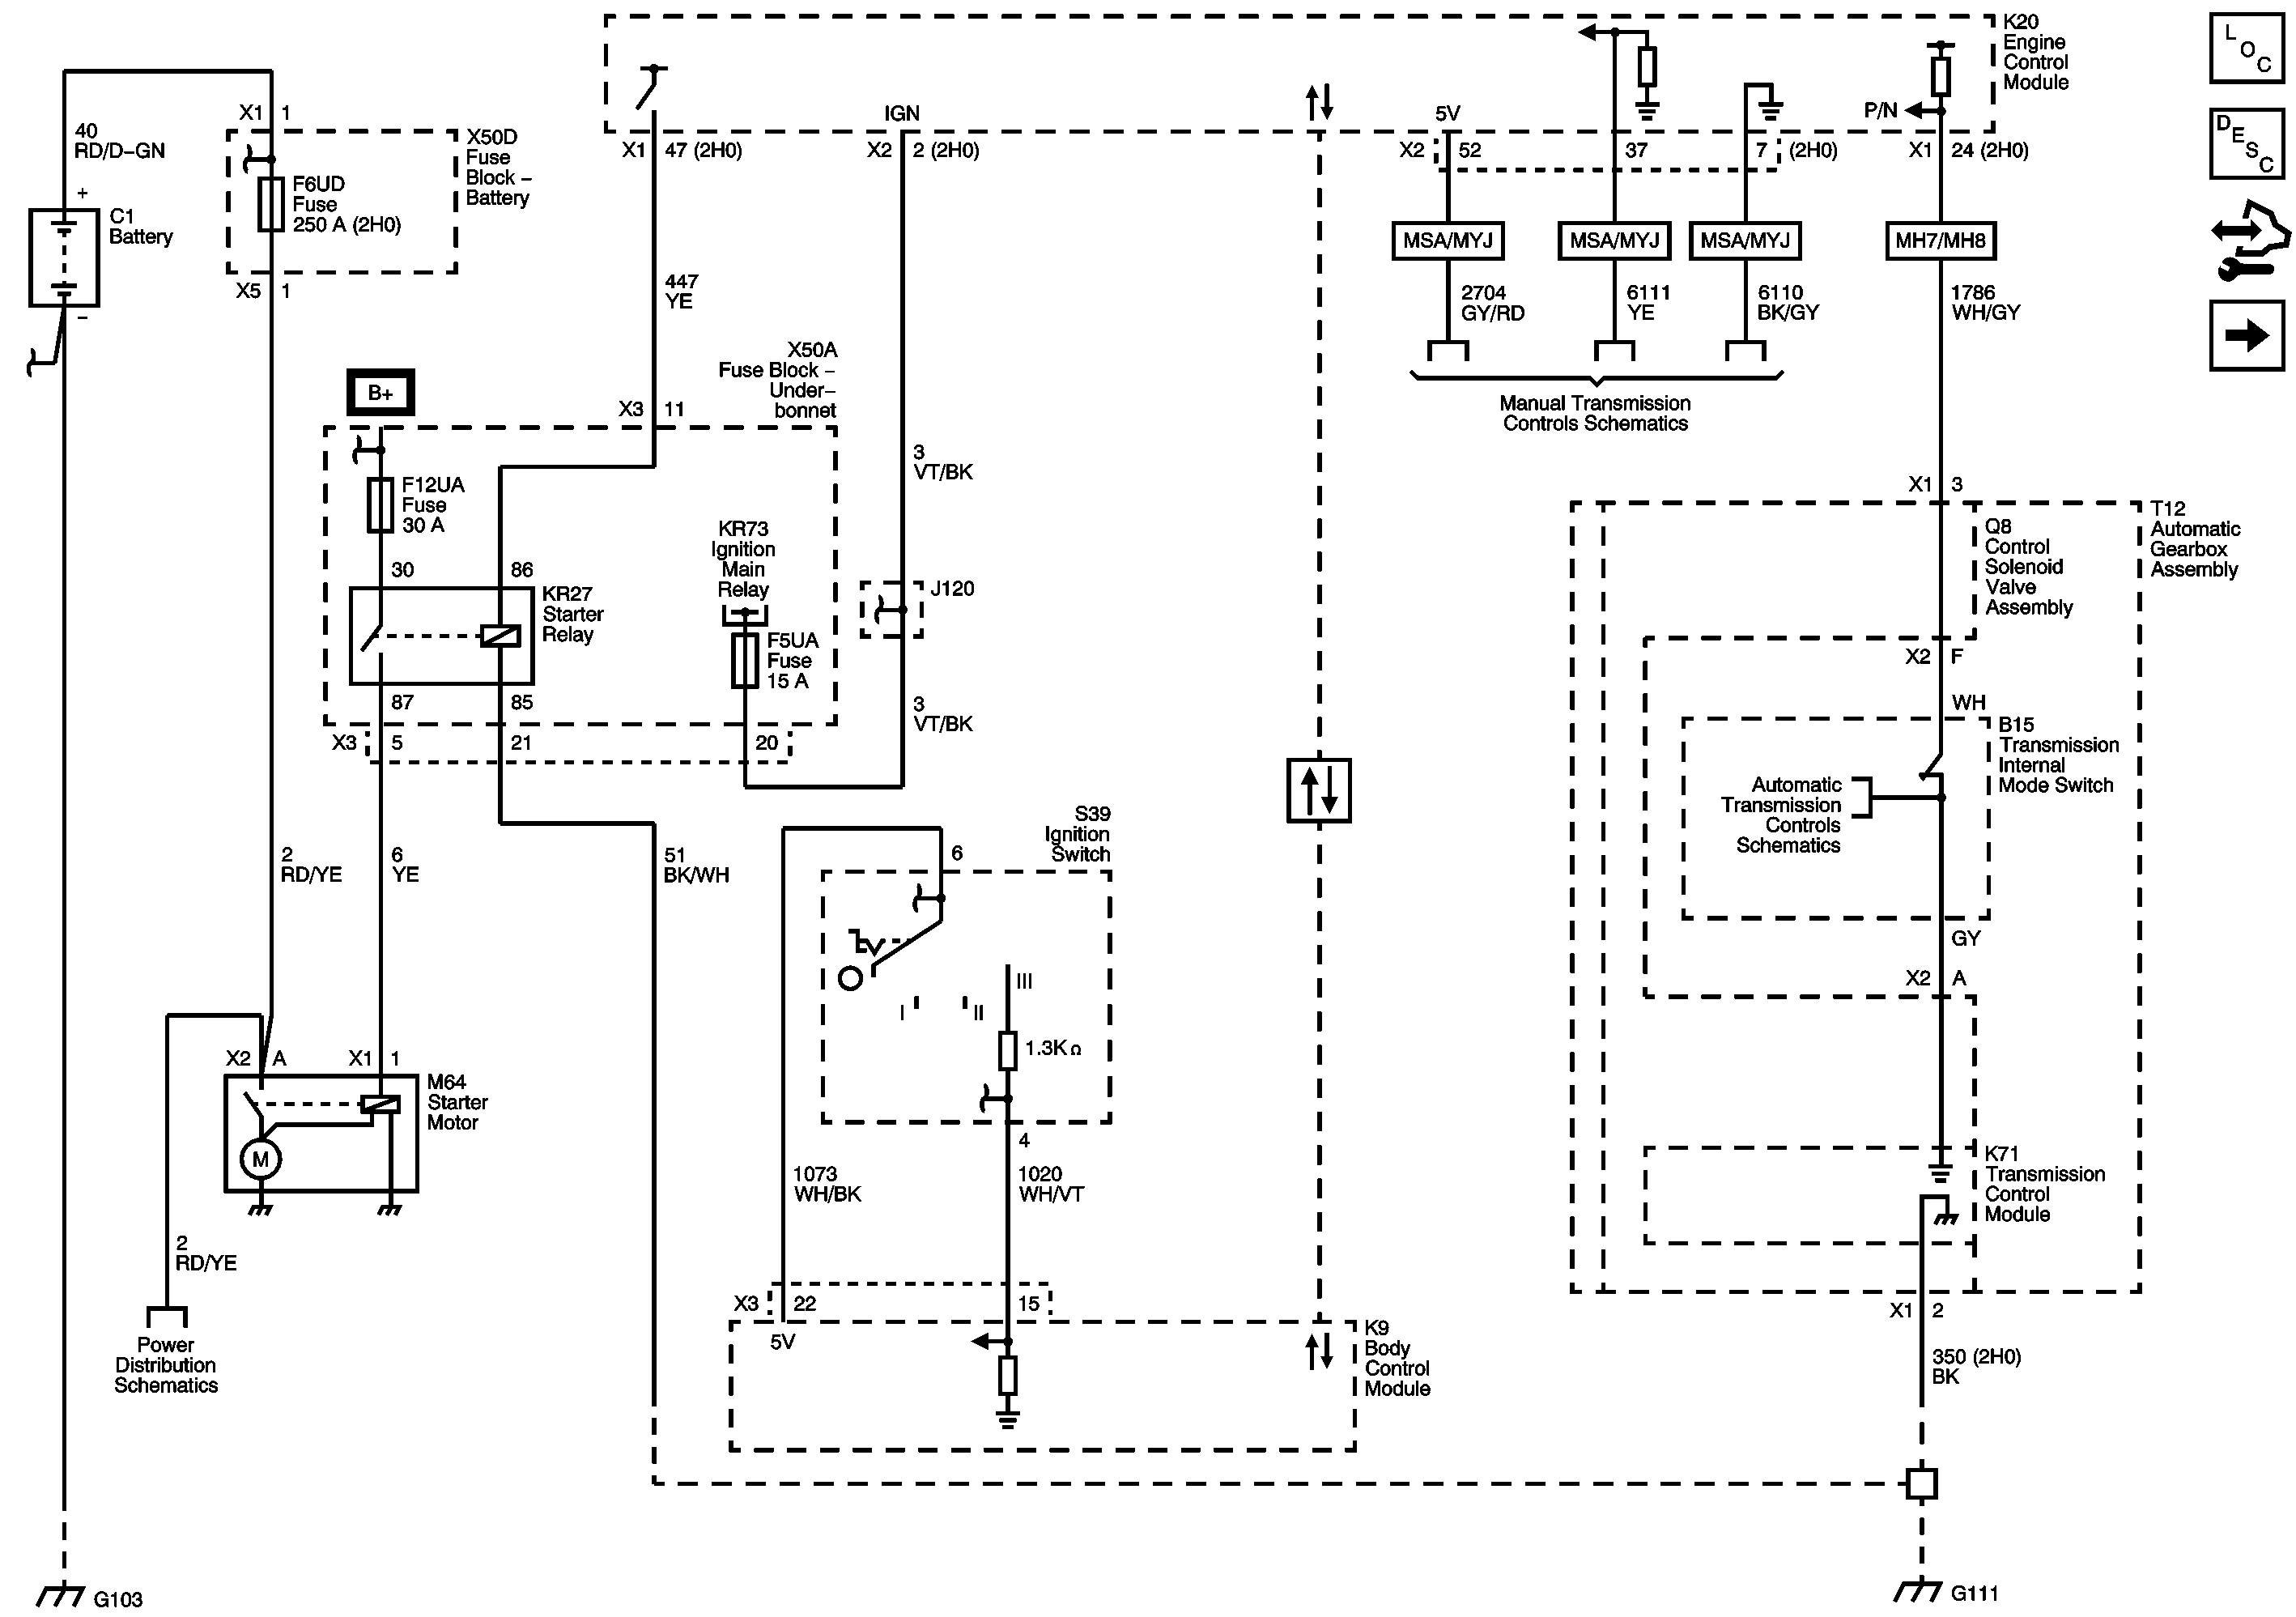 K20
Engine
Control
Module
L
O
C
D
E
S
C
IGN
5V
P/N
X1 47 (2H0)
X2 2 (2H0)
X2 52
37
7 (2H0)
X1 24 (2H0)
X1 1
40
RD/D-GN
X50D
Fuse
Block -
Battery
F6UD
Fuse
250 A (2H0)
+
C1
Battery
-
X5 1
MSA/MYJ
MSA/MYJ
MSA/MYJ
MH7/MH8
447
YE
2704
GY/RD
6111
YE
6110
BK/GY
1786
WH/GY
Manual Transmission
Controls Schematics
X50A
Fuse Block -
Under-
bonnet
B+
X3 11
F12UA
Fuse
30 A
30
86
KR27
Starter
Relay
87
85
KR73
Ignition
Main
Relay
F5UA
Fuse
15 A
3
VT/BK
J120
3
VT/BK
X3 5
21
20
X1 3
T12
Automatic
Gearbox
Assembly
Q8
Control
Solenoid
Valve
Assembly
X2 F
WH
B15
Transmission
Internal
Mode Switch
Automatic
Transmission
Controls
Schematics
GY
X2 A
2
RD/YE
6
YE
51
BK/WH
S39
Ignition
Switch
6
I
II
III
1.3K Ω
4
X2 A
X1 1
M64
Starter
Motor
M
2
RD/YE
Power
Distribution
Schematics
1073
WH/BK
1020
WH/VT
X3 22
15
5V
K9
Body
Control
Module
K71
Transmission
Control
Module
X1 2
350 (2H0)
BK
G103
G111